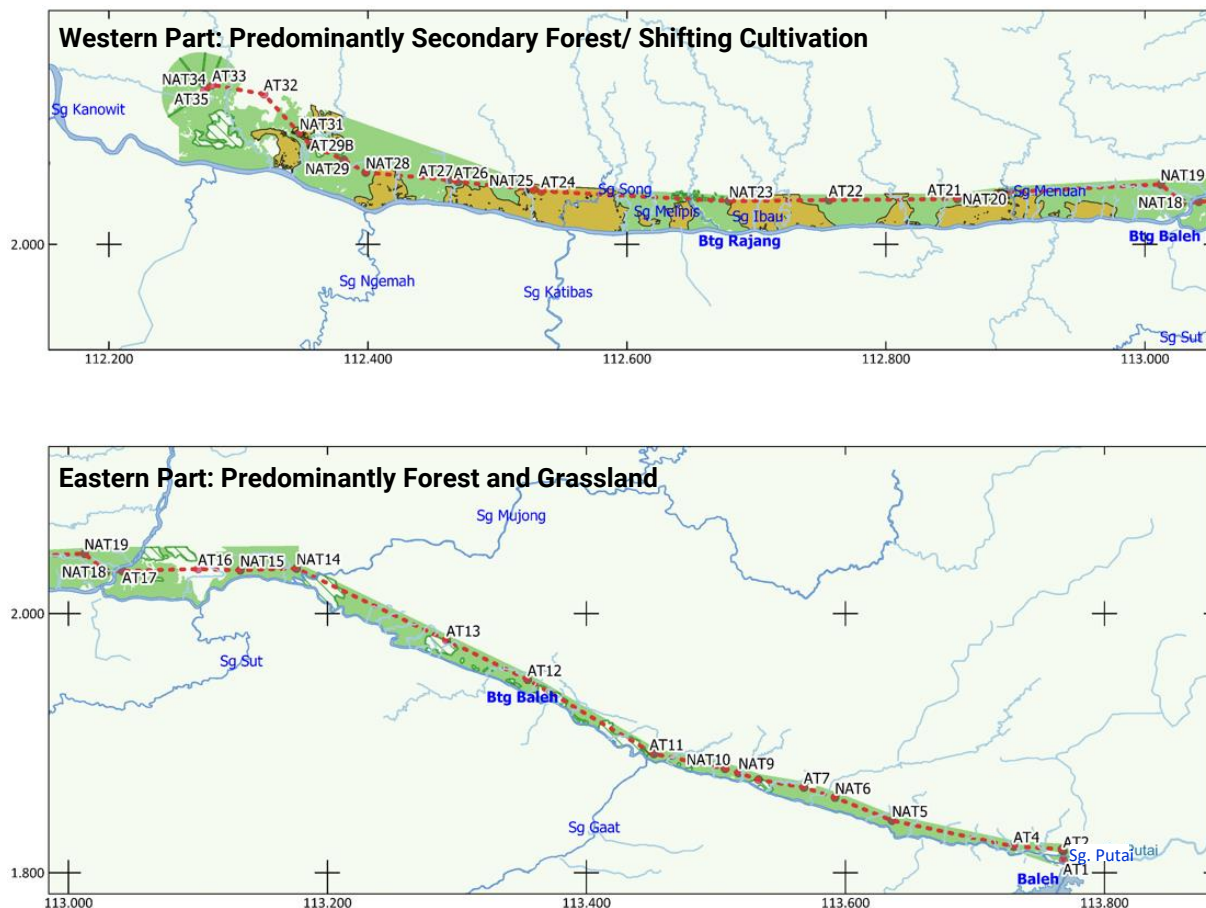 Western Part: Predominantly Secondary Forest/ Shifting Cultivation
NAT34
AT33
AT32
AT35
Sg Kanowit
NAT31
AT29B
NAT29
NAT28
AT27
AT26
NAT25
AT24
Sg Song
NAT23
AT22
AT21
NAT20
Sg Menuah
NAT19
NAT18
Sg Melipis
Sg Ibau
2.000
Btg Rajang
Btg Baleh
Sg Ngemah
Sg Katibas
Sg Sut
112.200
112.400
112.600
112.800
113.000
Eastern Part: Predominantly Forest and Grassland
Sg Mujong
NAT19
NAT18
AT17
AT16
NAT15
NAT14
2.000
AT13
Sg Sut
AT12
Btg Baleh
AT11
NAT10
NAT9
AT7
NAT6
NAT5
Sg Gaat
AT4
AT2
Sg. Putai
AT1
1.800
Baleh
113.000
113.200
113.400
113.600
113.800